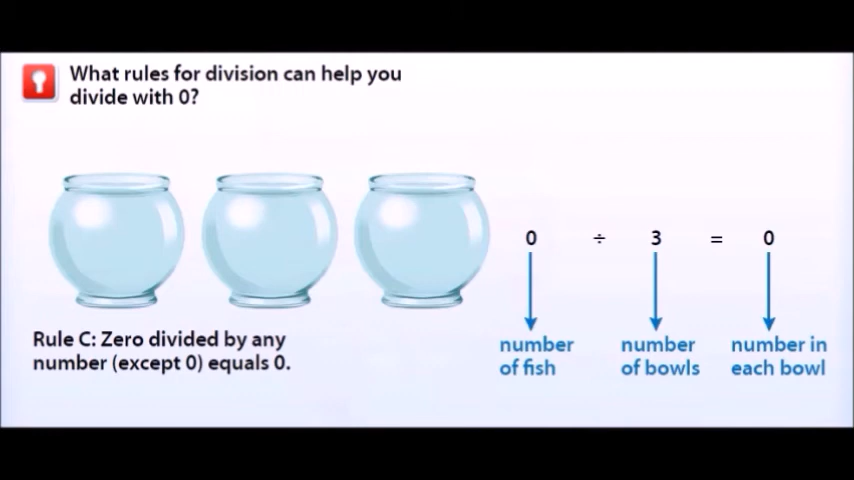 What rules for division can help you
divide with 0?
0 ÷ 3 = 0
number of fish
number of bowls
number in each bowl
Rule C: Zero divided by any
number (except 0) equals 0.